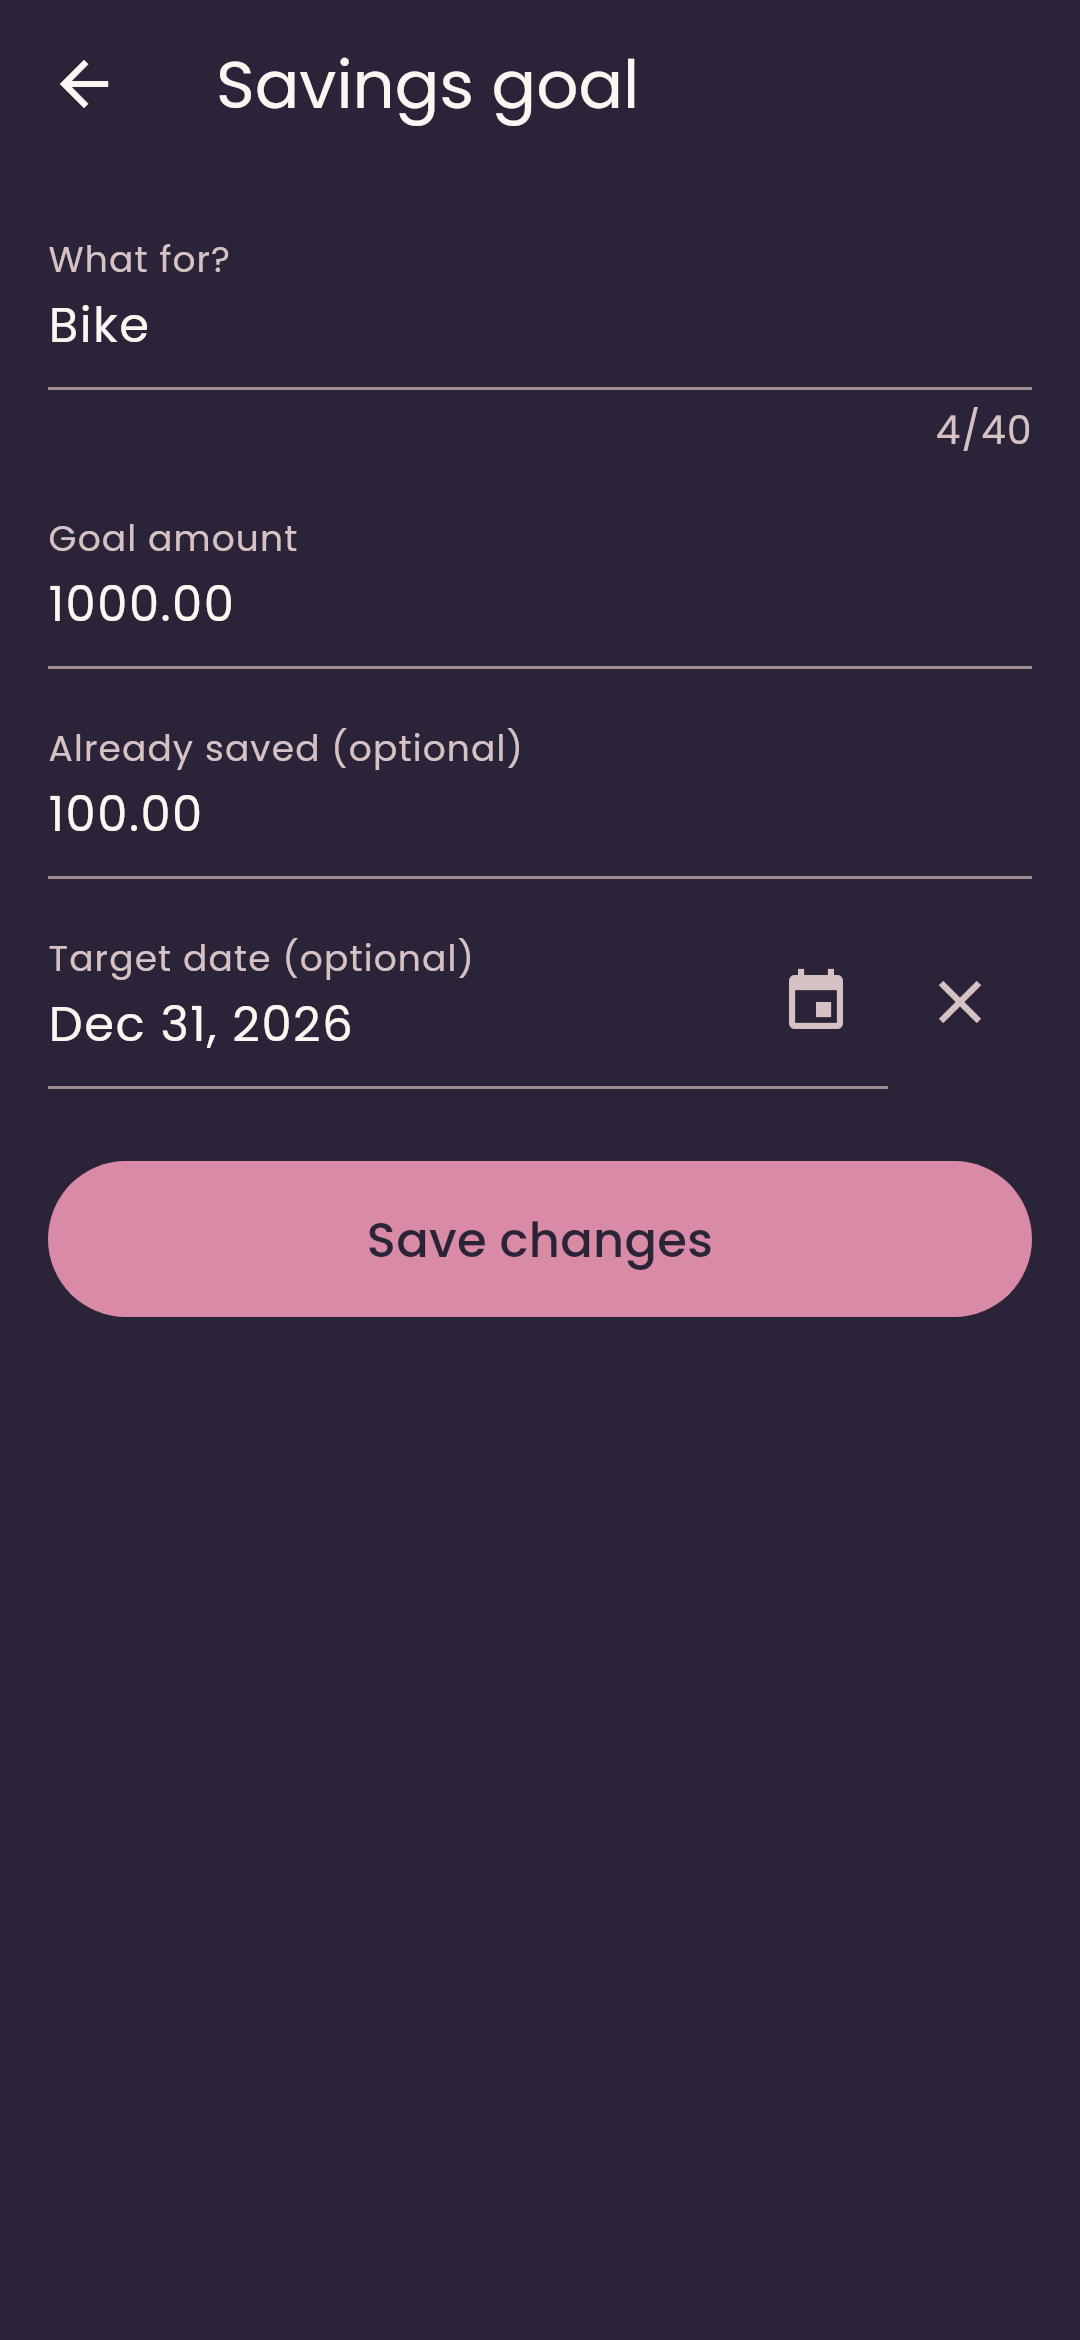 Savings goal
What for?
Bike
4/40
Goal amount
1000.00
Already saved (optional)
100.00
Target date (optional)
Dec 31, 2026
Save changes